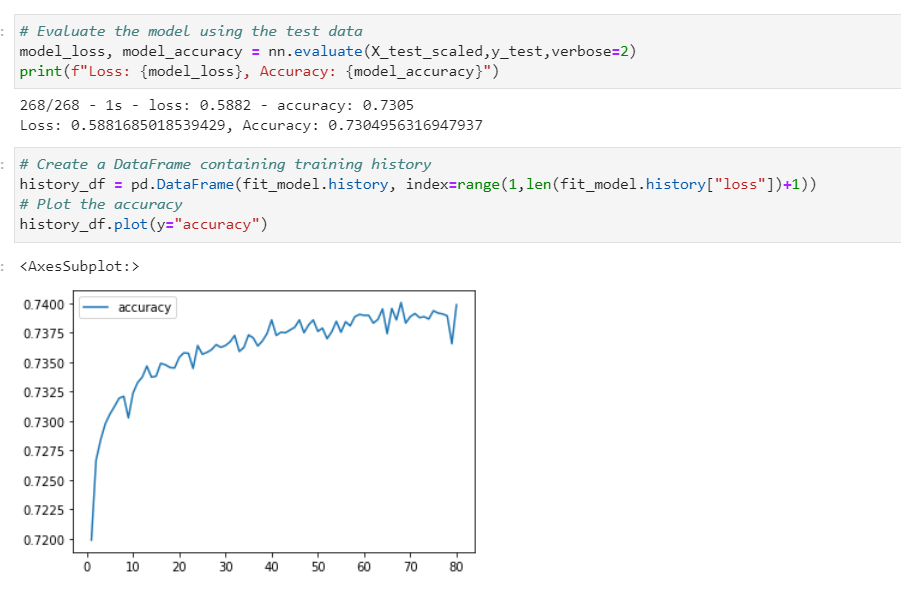 # Evaluate the model using the test data
model_loss, model_accuracy = nn.evaluate(X_test_scaled,y_test,verbose=2)
print(f"Loss: {model_loss}, Accuracy: {model_accuracy}")
268/268 - 1s - loss: 0.5882 - accuracy: 0.7305
Loss: 0.5881685018539429, Accuracy: 0.7304956316947937
# Create a DataFrame containing training history
history_df = pd.DataFrame(fit_model.history, index=range(1,len(fit_model.history["loss"])+1))
# Plot the accuracy
history_df.plot(y="accuracy")
<AxesSubplot:>
accuracy
0.7400
0.7375
0.7350
0.7325
0.7300
0.7275
0.7250
0.7225
0.7200
0 10 20 30 40 50 60 70 80